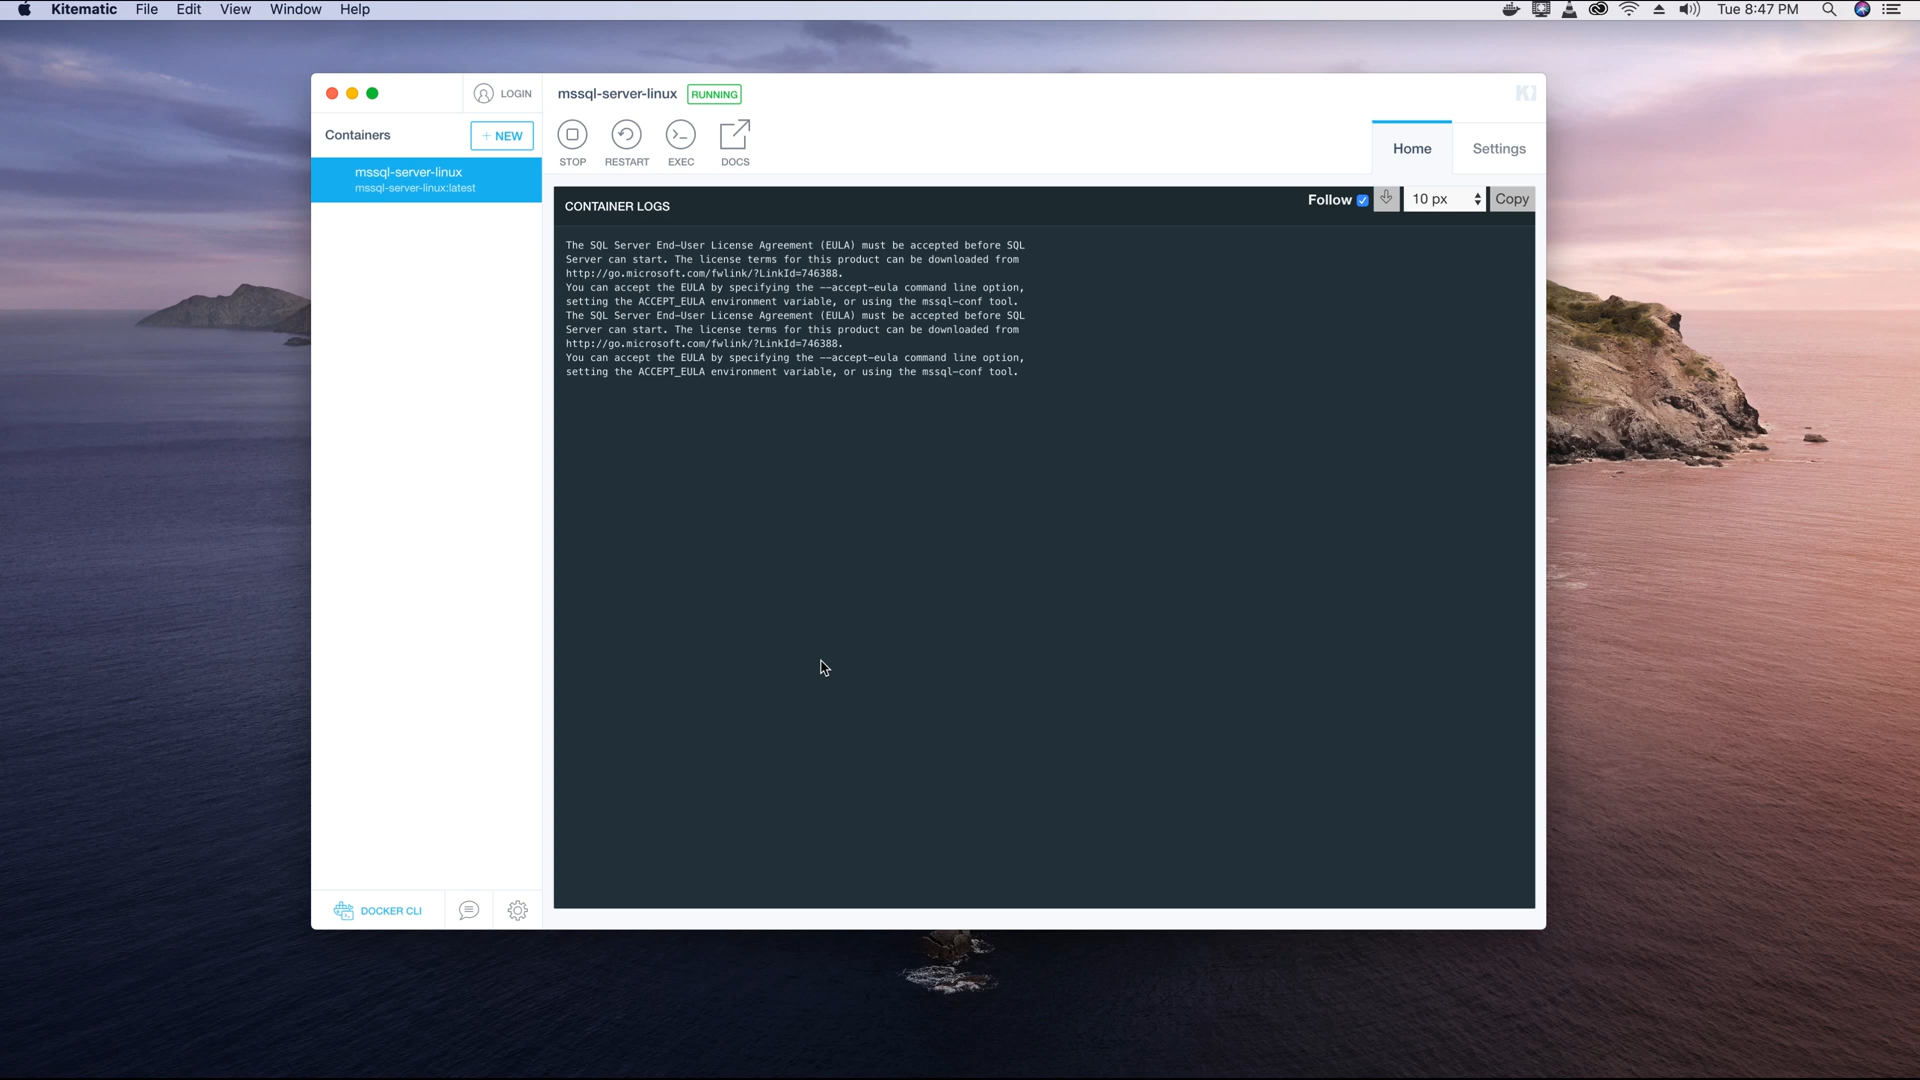 Kitematic File Edit View Window Help Tue 8:47 PM
LOGIN
mssql-server-linux RUNNING
Containers
+ NEW
STOP RESTART EXEC DOCS
Home Settings
mssql-server-linux
mssql-server-linux:latest
CONTAINER LOGS
Follow 10 px Copy
The SQL Server End-User License Agreement (EULA) must be accepted before SQL
Server can start. The license terms for this product can be downloaded from
http://go.microsoft.com/fwlink/?LinkId=746388.
You can accept the EULA by specifying the --accept-eula command line option,
setting the ACCEPT_EULA environment variable, or using the mssql-conf tool.
The SQL Server End-User License Agreement (EULA) must be accepted before SQL
Server can start. The license terms for this product can be downloaded from
http://go.microsoft.com/fwlink/?LinkId=746388.
You can accept the EULA by specifying the --accept-eula command line option,
setting the ACCEPT_EULA environment variable, or using the mssql-conf tool.
DOCKER CLI